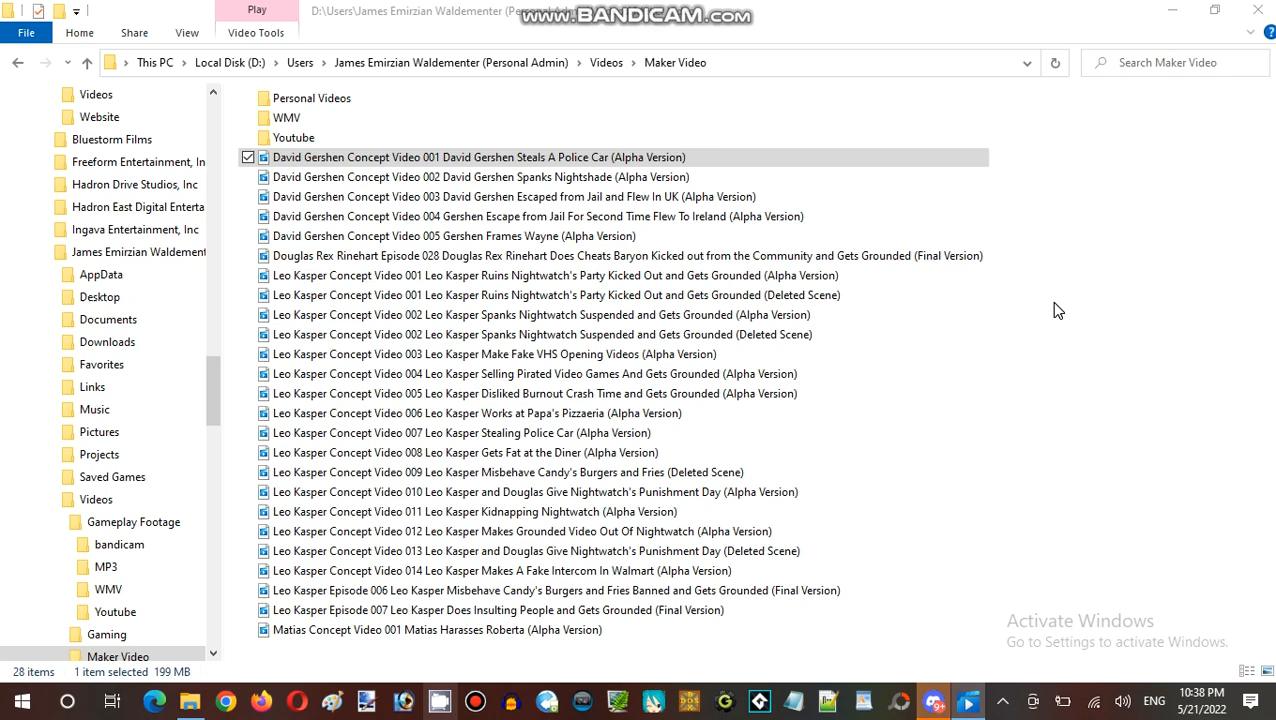 Play
D:\Users\James Emirzian Waldementer (Personal Admin)
www.BANDICAM.com
File
Home
Share
View
Video Tools
This PC
Local Disk (D:)
Users
James Emirzian Waldementer (Personal Admin)
Videos
Maker Video
Search Maker Video
Videos
Website
Bluestorm Films
Freeform Entertainment, In
Hadron Drive Studios, Inc
Hadron East Digital Enterta
Ingava Entertainment, Inc
James Emirzian Waldement
AppData
Desktop
Documents
Downloads
Favorites
Links
Music
Pictures
Projects
Saved Games
Videos
Gameplay Footage
bandicam
MP3
WMV
Youtube
Gaming
Maker Video
Personal Videos
WMV
Youtube
David Gershen Concept Video 001 David Gershen Steals A Police Car (Alpha Version)
David Gershen Concept Video 002 David Gershen Spanks Nightshade (Alpha Version)
David Gershen Concept Video 003 David Gershen Escaped from Jail and Flew In UK (Alpha Version)
David Gershen Concept Video 004 Gershen Escape from Jail For Second Time Flew To Ireland (Alpha Version)
David Gershen Concept Video 005 Gershen Frames Wayne (Alpha Version)
Douglas Rex Rinehart Episode 028 Douglas Rex Rinehart Does Cheats Baryon Kicked out from the Community and Gets Grounded (Final Version)
Leo Kasper Concept Video 001 Leo Kasper Ruins Nightwatch's Party Kicked Out and Gets Grounded (Alpha Version)
Leo Kasper Concept Video 001 Leo Kasper Ruins Nightwatch's Party Kicked Out and Gets Grounded (Deleted Scene)
Leo Kasper Concept Video 002 Leo Kasper Spanks Nightwatch Suspended and Gets Grounded (Alpha Version)
Leo Kasper Concept Video 002 Leo Kasper Spanks Nightwatch Suspended and Gets Grounded (Deleted Scene)
Leo Kasper Concept Video 003 Leo Kasper Make Fake VHS Opening Videos (Alpha Version)
Leo Kasper Concept Video 004 Leo Kasper Selling Pirated Video Games And Gets Grounded (Alpha Version)
Leo Kasper Concept Video 005 Leo Kasper Disliked Burnout Crash Time and Gets Grounded (Alpha Version)
Leo Kasper Concept Video 006 Leo Kasper Works at Papa's Pizzaeria (Alpha Version)
Leo Kasper Concept Video 007 Leo Kasper Stealing Police Car (Alpha Version)
Leo Kasper Concept Video 008 Leo Kasper Gets Fat at the Diner (Alpha Version)
Leo Kasper Concept Video 009 Leo Kasper Misbehave Candy's Burgers and Fries (Deleted Scene)
Leo Kasper Concept Video 010 Leo Kasper and Douglas Give Nightwatch's Punishment Day (Alpha Version)
Leo Kasper Concept Video 011 Leo Kasper Kidnapping Nightwatch (Alpha Version)
Leo Kasper Concept Video 012 Leo Kasper Makes Grounded Video Out Of Nightwatch (Alpha Version)
Leo Kasper Concept Video 013 Leo Kasper and Douglas Give Nightwatch's Punishment Day (Deleted Scene)
Leo Kasper Concept Video 014 Leo Kasper Makes A Fake Intercom In Walmart (Alpha Version)
Leo Kasper Episode 006 Leo Kasper Misbehave Candy's Burgers and Fries Banned and Gets Grounded (Final Version)
Leo Kasper Episode 007 Leo Kasper Does Insulting People and Gets Grounded (Final Version)
Matias Concept Video 001 Matias Harasses Roberta (Alpha Version)
Activate Windows
Go to Settings to activate Windows.
28 items
1 item selected 199 MB
ENG
10:38 PM
5/21/2022